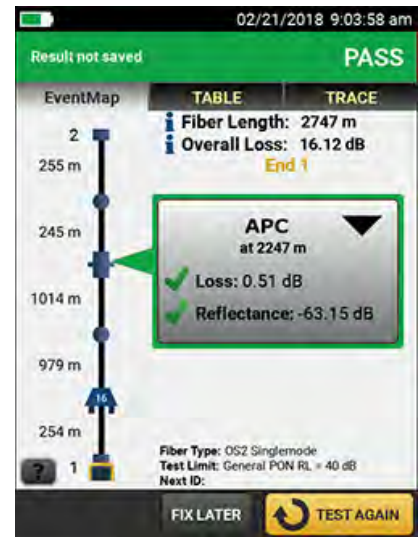 02/21/2018 9:03:58 am
Result not saved PASS
EventMap TABLE TRACE
i Fiber Length: 2747 m
i Overall Loss: 16.12 dB
End 1
2
255 m
245 m
APC
at 2247 m
Loss: 0.51 dB
Reflectance: -63.15 dB
1014 m
979 m
16
254 m
Fiber Type: OS2 Singlemode
Test Limit: General PON RL = 40 dB
Next ID:
? 1
FIX LATER TEST AGAIN